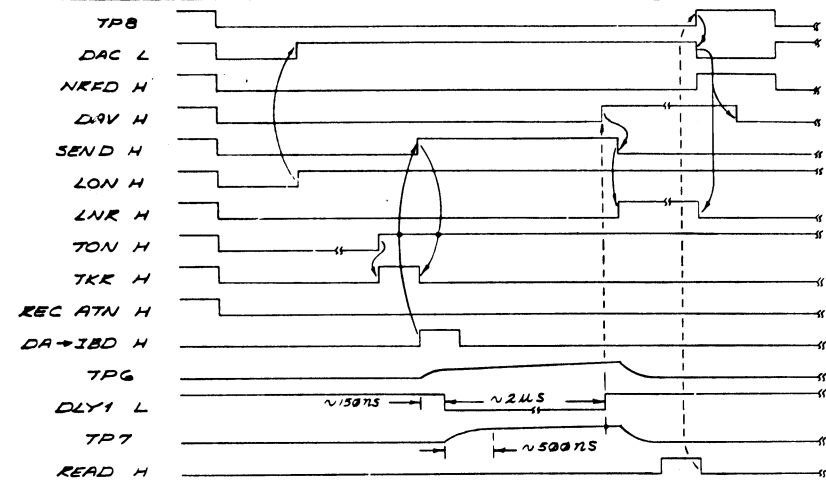 TP8
DAC L
NRFD H
DAV H
SEND H
LON H
LNR H
TON H
TKR H
REC ATN H
DA→IBD H
TP6
DLY1 L
~150ns
~2µs
TP7
~500ns
READ H